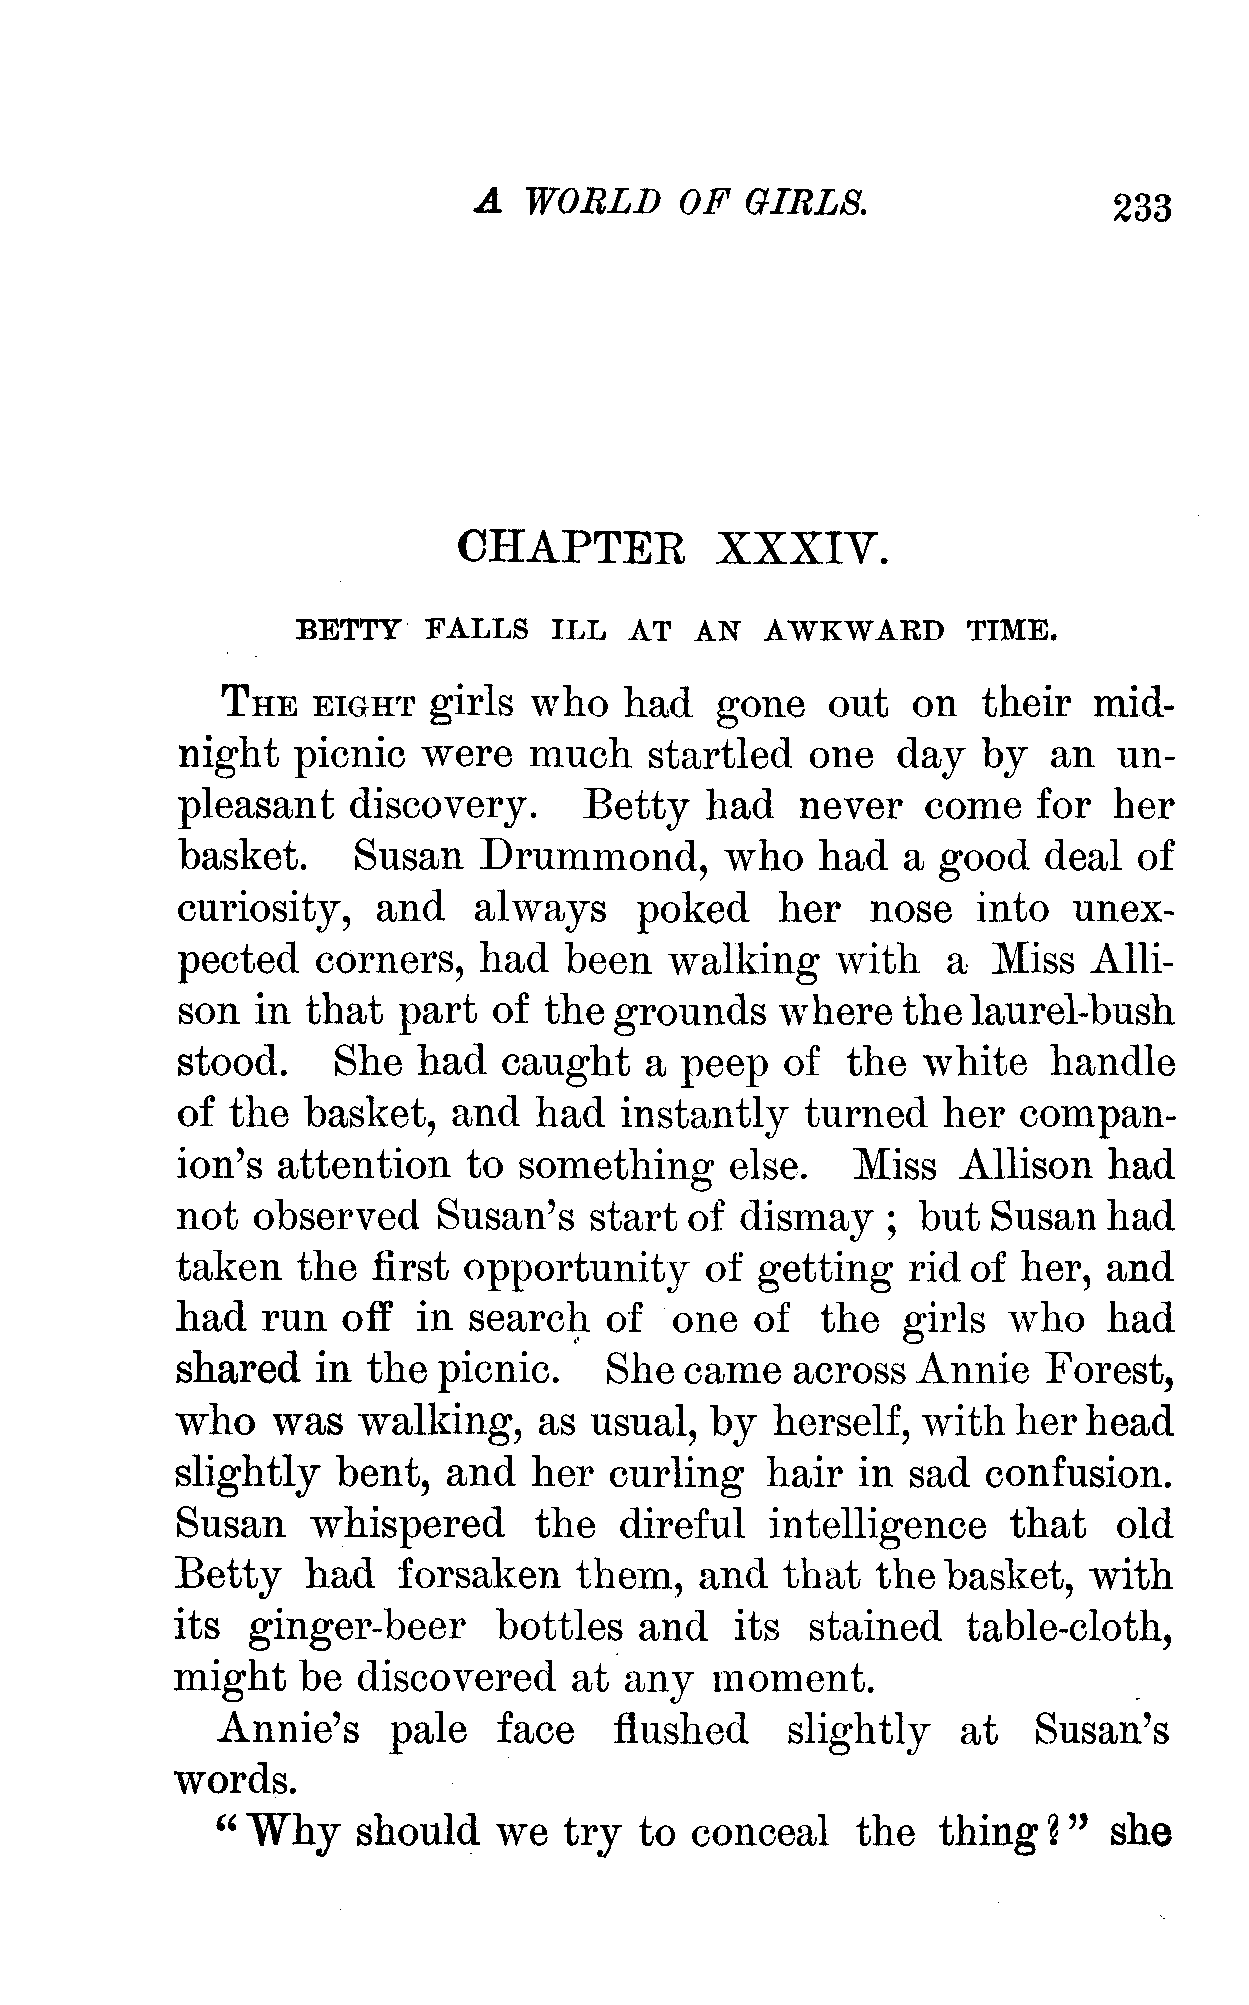 A WORLD OF GIRLS. 233
CHAPTER XXXIV.
BETTY FALLS ILL AT AN AWKWARD TIME.
THE EIGHT girls who had gone out on their mid-
night picnic were much startled one day by an un-
pleasant discovery. Betty had never come for her
basket. Susan Drummond, who had a good deal of
curiosity, and always poked her nose into unex-
pected corners, had been walking with a Miss Alli-
son in that part of the grounds where the laurel-bush
stood. She had caught a peep of the white handle
of the basket, and had instantly turned her compan-
ion's attention to something else. Miss Allison had
not observed Susan's start of dismay ; but Susan had
taken the first opportunity of getting rid of her, and
had run off in search of one of the girls who had
shared in the picnic. She came across Annie Forest,
who was walking, as usual, by herself, with her head
slightly bent, and her curling hair in sad confusion.
Susan whispered the direful intelligence that old
Betty had forsaken them, and that the basket, with
its ginger-beer bottles and its stained table-cloth,
might be discovered at any moment.
Annie's pale face flushed slightly at Susan's
words.
"Why should we try to conceal the thing?" she